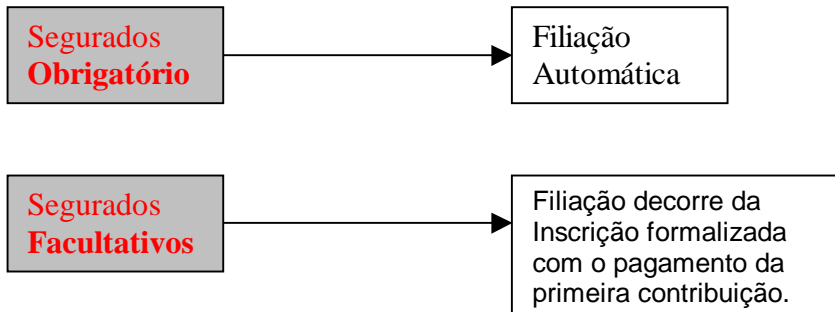 Segurados
Obrigatório
Filiação
Automática
Segurados
Facultativos
Filiação decorre da
Inscrição formalizada
com o pagamento da
primeira contribuição.